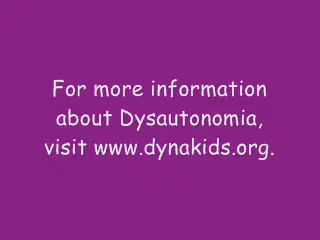 For more information
about Dysautonomia,
visit www.dynakids.org.